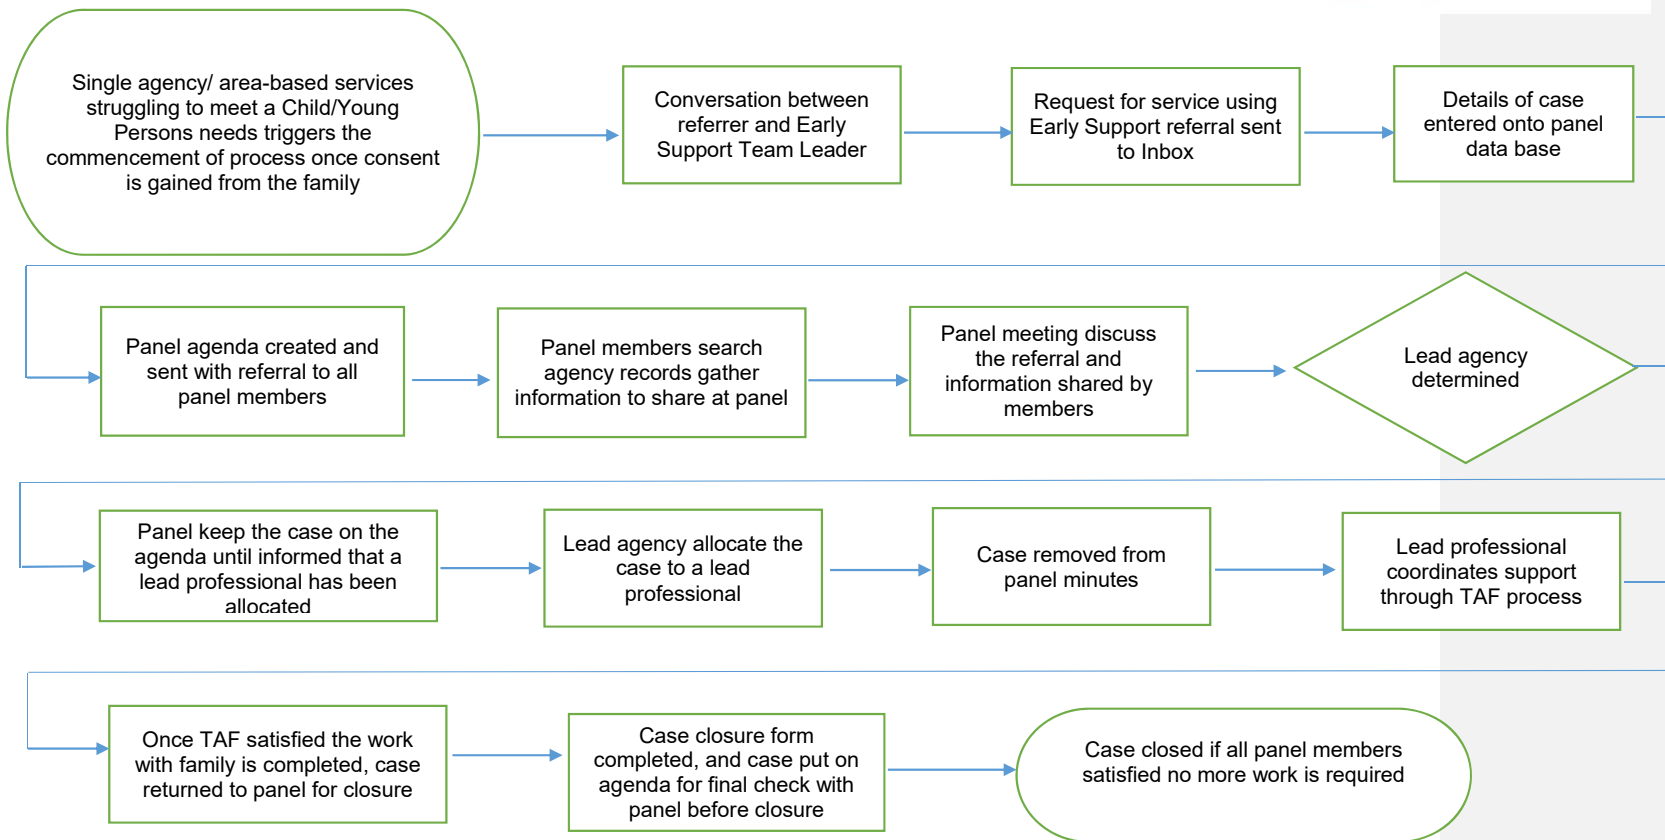 Single agency/ area-based services
struggling to meet a Child/Young
Persons needs triggers the
commencement of process once consent
is gained from the family
Conversation between
referrer and Early
Support Team Leader
Request for service using
Early Support referral sent
to Inbox
Details of case
entered onto panel
data base
Panel agenda created and
sent with referral to all
panel members
Panel members search
agency records gather
information to share at panel
Panel meeting discuss
the referral and
information shared by
members
Lead agency
determined
Panel keep the case on the
agenda until informed that a
lead professional has been
allocated
Lead agency allocate the
case to a lead
professional
Case removed from
panel minutes
Lead professional
coordinates support
through TAF process
Once TAF satisfied the work
with family is completed, case
returned to panel for closure
Case closure form
completed, and case put on
agenda for final check with
panel before closure
Case closed if all panel members
satisfied no more work is required